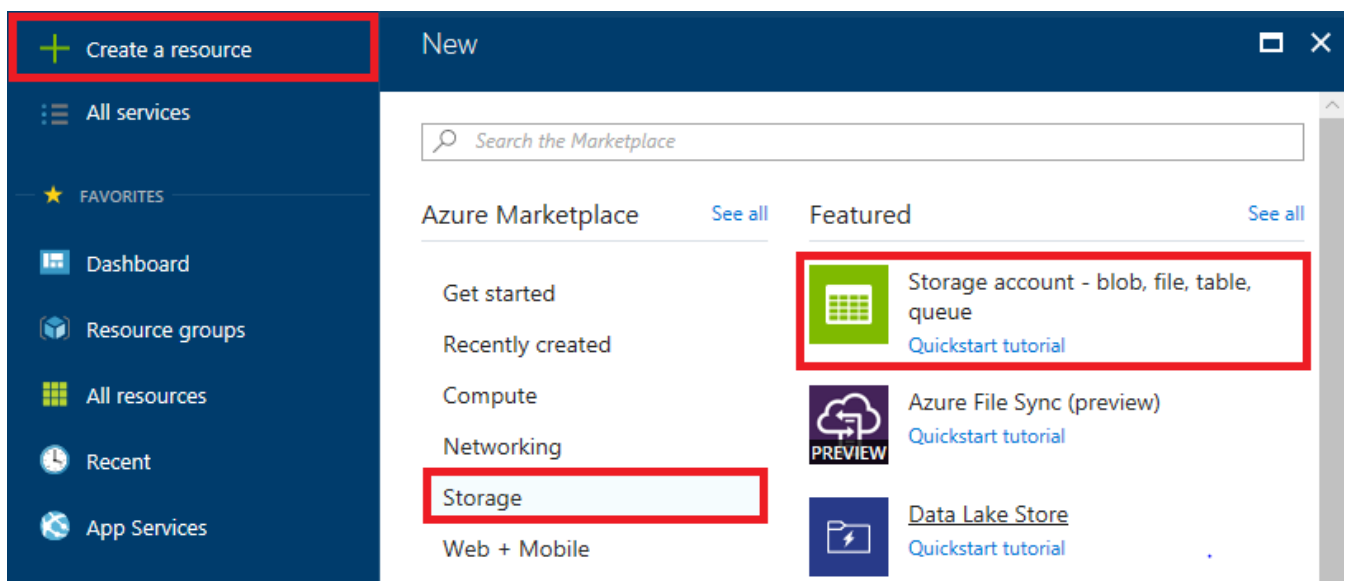 Create a resource
All services
FAVORITES
Dashboard
Resource groups
All resources
Recent
App Services
New
Search the Marketplace
Azure Marketplace
See all
Get started
Recently created
Compute
Networking
Storage
Web + Mobile
Featured
See all
Storage account - blob, file, table,
queue
Quickstart tutorial
PREVIEW
Azure File Sync (preview)
Quickstart tutorial
Data Lake Store
Quickstart tutorial